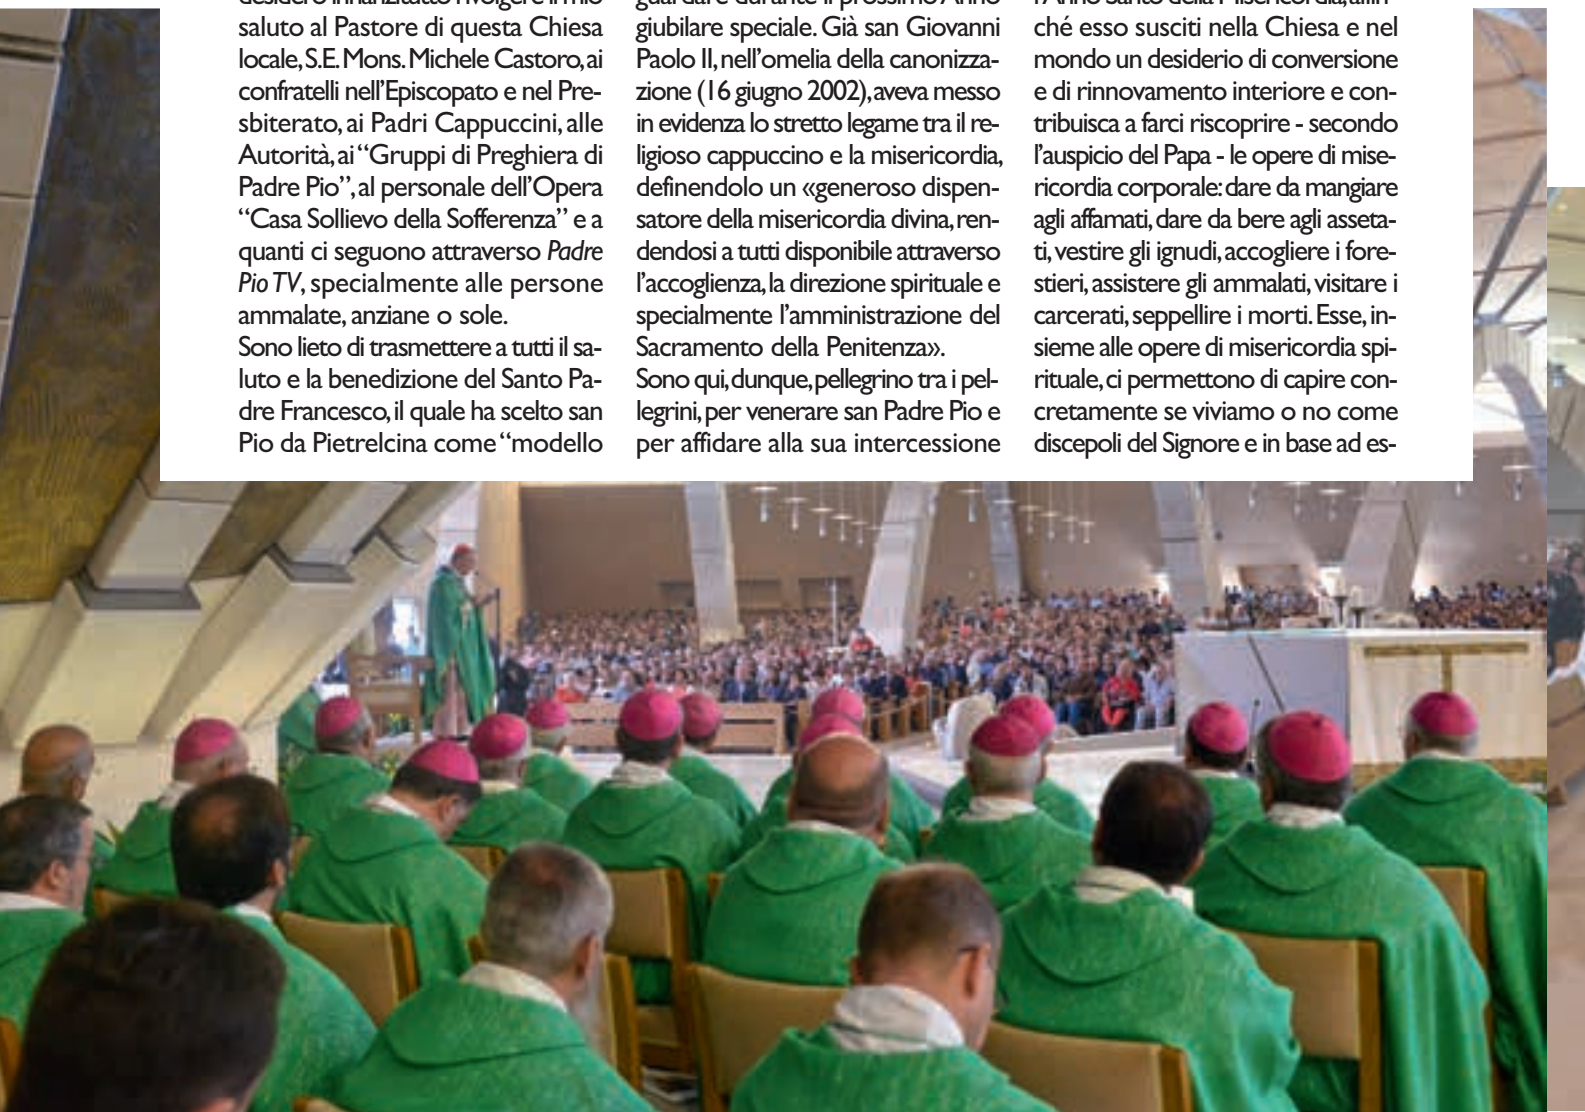 saluto al Pastore di questa Chiesa
locale, S.E. Mons. Michele Castoro, ai
confratelli nell'Episcopato e nel Pre-
sbiterato, ai Padri Cappuccini, alle
Autorità, ai “Gruppi di Preghiera di
Padre Pio”, al personale dell'Opera
“Casa Sollievo della Sofferenza” e a
quanti ci seguono attraverso Padre
Pio TV, specialmente alle persone
ammalate, anziane o sole.
Sono lieto di trasmettere a tutti il sa-
luto e la benedizione del Santo Pa-
dre Francesco, il quale ha scelto san
Pio da Pietrelcina come “modello
giubilare speciale. Già san Giovanni
Paolo II, nell'omelia della canonizza-
zione (16 giugno 2002), aveva messo
in evidenza lo stretto legame tra il re-
ligioso cappuccino e la misericordia,
definendolo un «generoso dispen-
satore della misericordia divina, ren-
dendosi a tutti disponibile attraverso
l'accoglienza, la direzione spirituale e
specialmente l'amministrazione del
Sacramento della Penitenza».
Sono qui, dunque, pellegrino tra i pel-
legrini, per venerare san Padre Pio e
per affidare alla sua intercessione
ché esso susciti nella Chiesa e nel
mondo un desiderio di conversione
e di rinnovamento interiore e con-
tribuisca a farci riscoprire - secondo
l'auspicio del Papa - le opere di mise-
ricordia corporale: dare da mangiare
agli affamati, dare da bere agli asseta-
ti, vestire gli ignudi, accogliere i fore-
stieri, assistere gli ammalati, visitare i
carcerati, seppellire i morti. Esse, in-
sieme alle opere di misericordia spi-
rituale, ci permettono di capire con-
cretamente se viviamo o no come
discepoli del Signore e in base ad es-